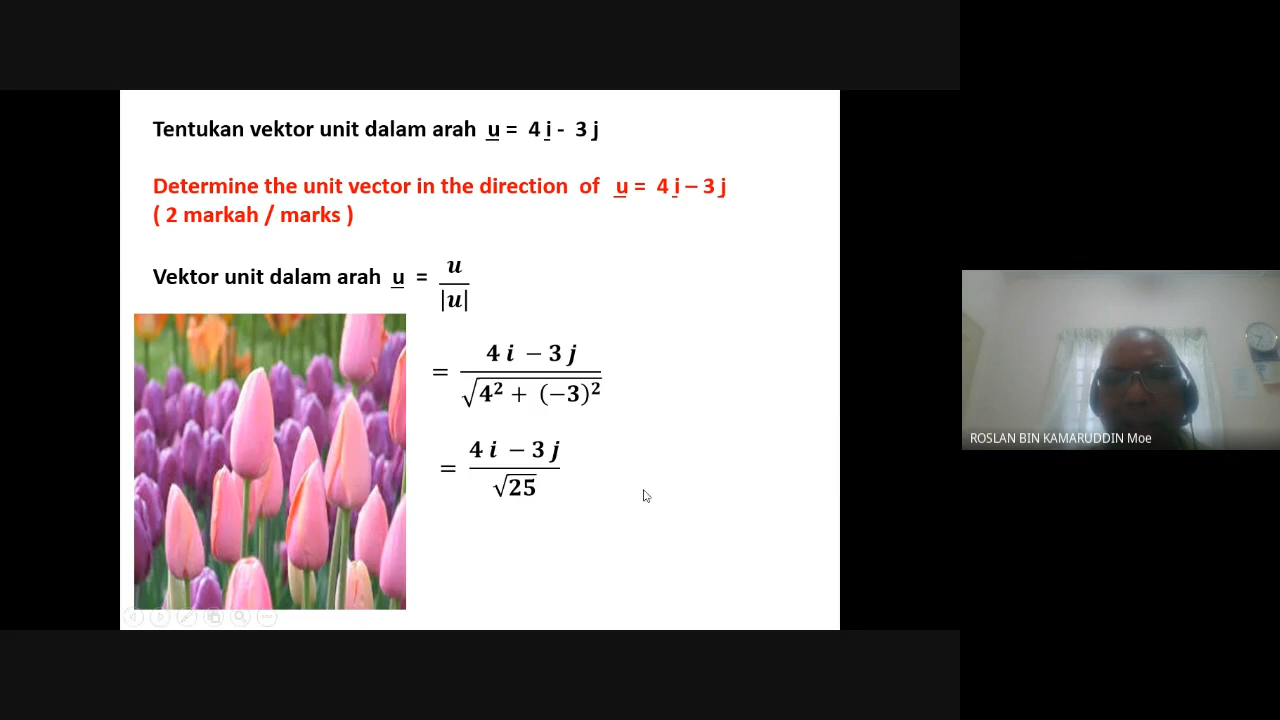 Tentukan vektor unit dalam arah u = 4 i - 3 j
Determine the unit vector in the direction of u = 4 i – 3 j
( 2 markah / marks )
Vektor unit dalam arah u = u / |u|
= 4 i − 3 j / √4² + (−3)²
= 4 i − 3 j / √25
ROSLAN BIN KAMARUDDIN Moe